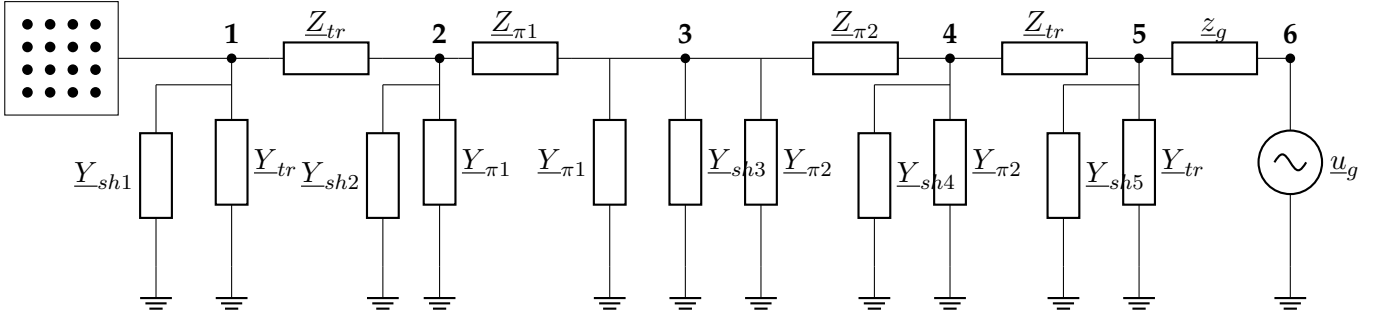 1 Z_tr 2 Z_π1 3 Z_π2 4 Z_tr 5 z_g 6
Y_sh1 Y_tr Y_sh2 Y_π1 Y_π1 Y_sh3 Y_π2 Y_sh4 Y_π2 Y_sh5 Y_tr u_g